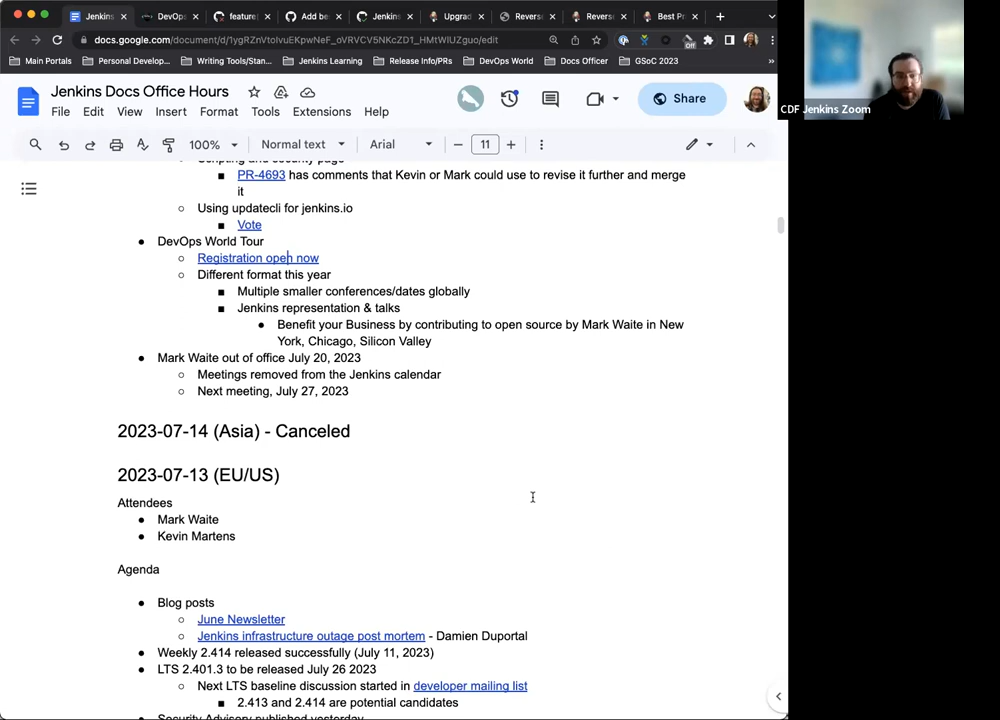 Jenkins
DevOps
feature
Add be
Jenkins
Upgrad
Reverse
Reverse
Best Pr
docs.google.com/document/d/1ygRZnVtoIvuEKpwNeF_oVRVCV5NKcZD1_HMtWIUZguo/edit
Off
Main Portals
Personal Develop...
Writing Tools/Stan...
Jenkins Learning
Release Info/PRs
DevOps World
Docs Officer
GSoC 2023
CDF Jenkins Zoom
Jenkins Docs Office Hours
File Edit View Insert Format Tools Extensions Help
Share
100% Normal text Arial 11
PR-4693 has comments that Kevin or Mark could use to revise it further and merge
it
Using updatecli for jenkins.io
Vote
DevOps World Tour
Registration open now
Different format this year
Multiple smaller conferences/dates globally
Jenkins representation & talks
Benefit your Business by contributing to open source by Mark Waite in New
York, Chicago, Silicon Valley
Mark Waite out of office July 20, 2023
Meetings removed from the Jenkins calendar
Next meeting, July 27, 2023
2023-07-14 (Asia) - Canceled
2023-07-13 (EU/US)
Attendees
Mark Waite
Kevin Martens
Agenda
Blog posts
June Newsletter
Jenkins infrastructure outage post mortem - Damien Duportal
Weekly 2.414 released successfully (July 11, 2023)
LTS 2.401.3 to be released July 26 2023
Next LTS baseline discussion started in developer mailing list
2.413 and 2.414 are potential candidates
Security Advisory published yesterday